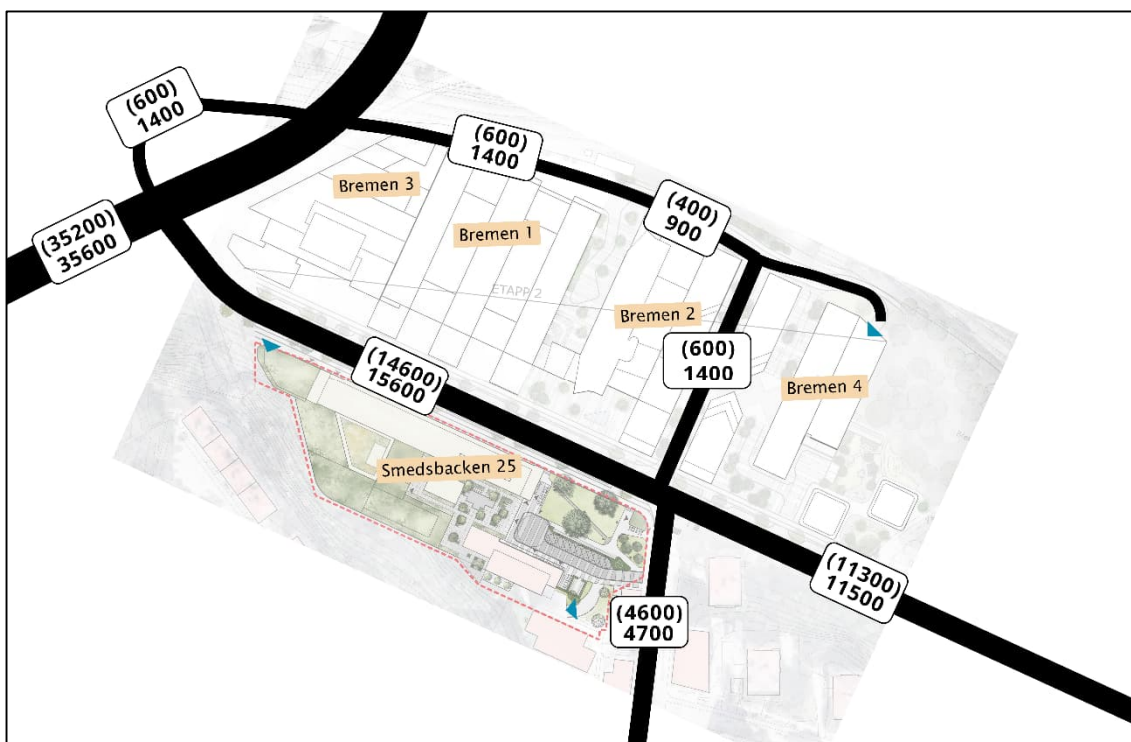 (600)
1400
(600)
1400
Bremen 3
Bremen 1
(400)
900
(35200)
35600
ETAPP 2
Bremen 2
(600)
1400
(14600)
15600
Bremen 4
Smedsbacken 25
(11300)
11500
(4600)
4700